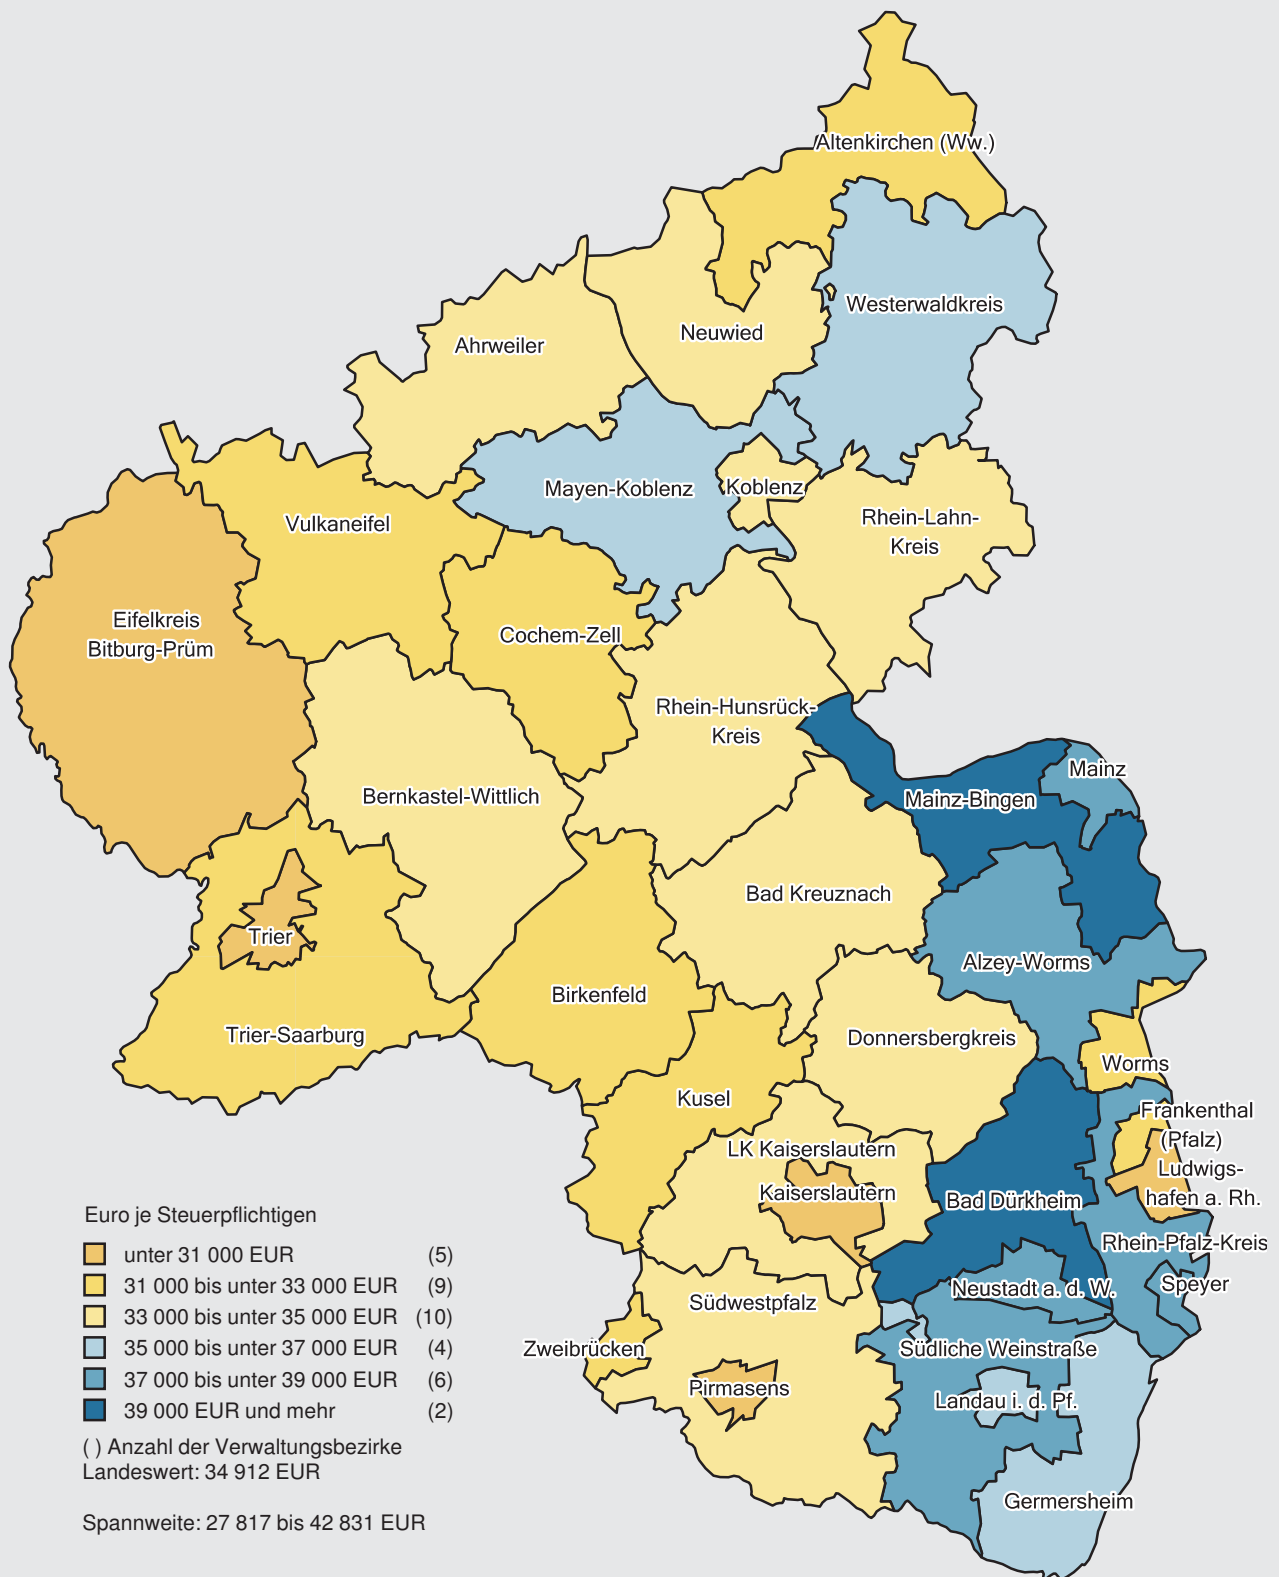 Altenkirchen (Ww.)
Westerwaldkreis
Neuwied
Ahrweiler
Mayen-Koblenz
Koblenz
Rhein-Lahn-
Kreis
Vulkaneifel
Eifelkreis
Bitburg-Prüm
Cochem-Zell
Rhein-Hunsrück-
Kreis
Mainz
Bernkastel-Wittlich
Mainz-Bingen
Bad Kreuznach
Trier
Alzey-Worms
Birkenfeld
Trier-Saarburg
Donnersbergkreis
Worms
Kusel
Frankenthal
(Pfalz)
LK Kaiserslautern
Ludwigs-
hafen a. Rh.
Kaiserslautern
Bad Dürkheim
Rhein-Pfalz-Kreis
Neustadt a. d. W.
Speyer
Südwestpfalz
Zweibrücken
Südliche Weinstraße
Pirmasens
Landau i. d. Pf.
Germersheim
Euro je Steuerpflichtigen
unter 31 000 EUR (5)
31 000 bis unter 33 000 EUR (9)
33 000 bis unter 35 000 EUR (10)
35 000 bis unter 37 000 EUR (4)
37 000 bis unter 39 000 EUR (6)
39 000 EUR und mehr (2)
( ) Anzahl der Verwaltungsbezirke
Landeswert: 34 912 EUR
Spannweite: 27 817 bis 42 831 EUR